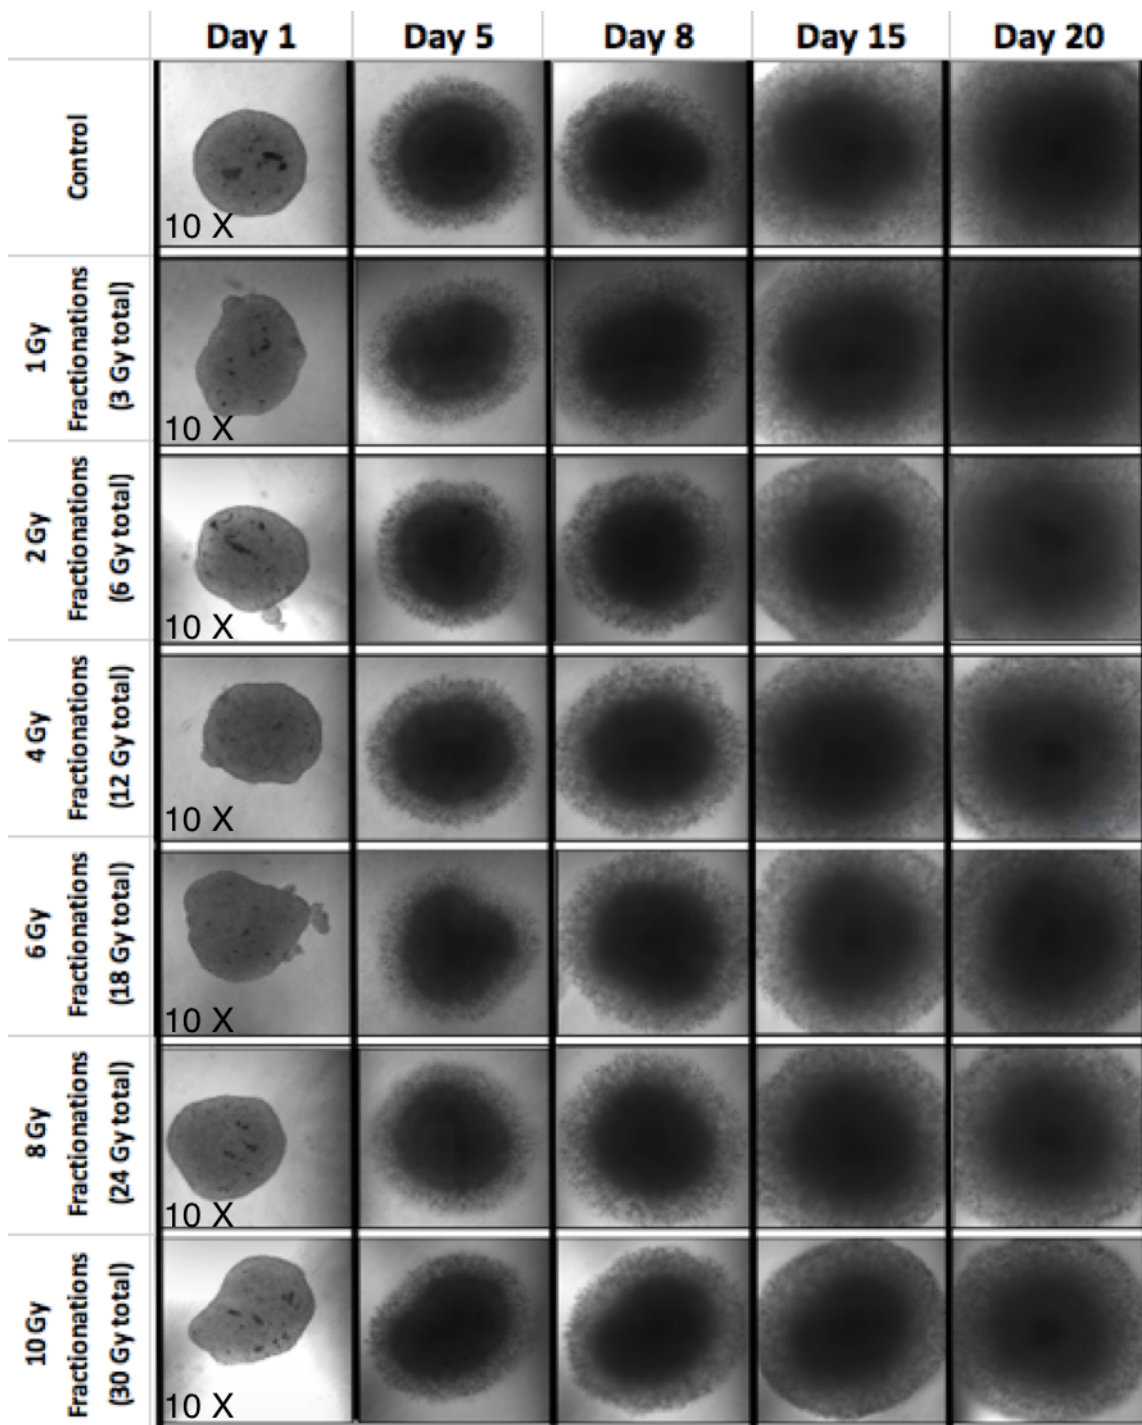 Day 1 Day 5 Day 8 Day 15 Day 20
Control
10 X
1 Gy
Fractionations
(3 Gy total)
10 X
2 Gy
Fractionations
(6 Gy total)
10 X
4 Gy
Fractionations
(12 Gy total)
10 X
6 Gy
Fractionations
(18 Gy total)
10 X
8 Gy
Fractionations
(24 Gy total)
10 X
10 Gy
Fractionations
(30 Gy total)
10 X